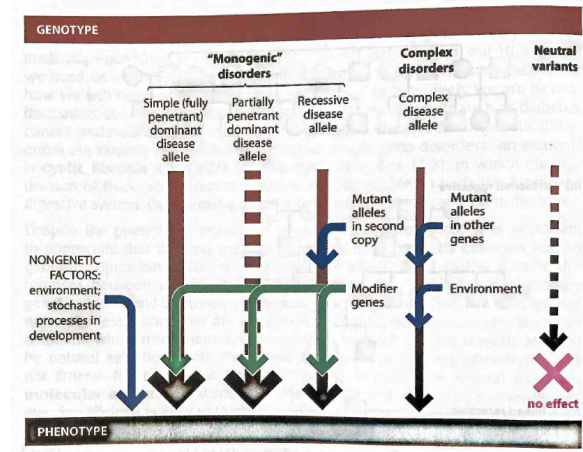 GENOTYPE
"Monogenic"
disorders
Complex
disorders
Neutral
variants
Simple (fully
penetrant)
dominant
disease
allele
Partially
penetrant
dominant
disease
allele
Recessive
disease
allele
Complex
disease
allele
Mutant
alleles
in second
copy
Mutant
alleles
in other
genes
NONGENETIC
FACTORS:
environment;
stochastic
processes in
development
Modifier
genes
Environment
no effect
PHENOTYPE